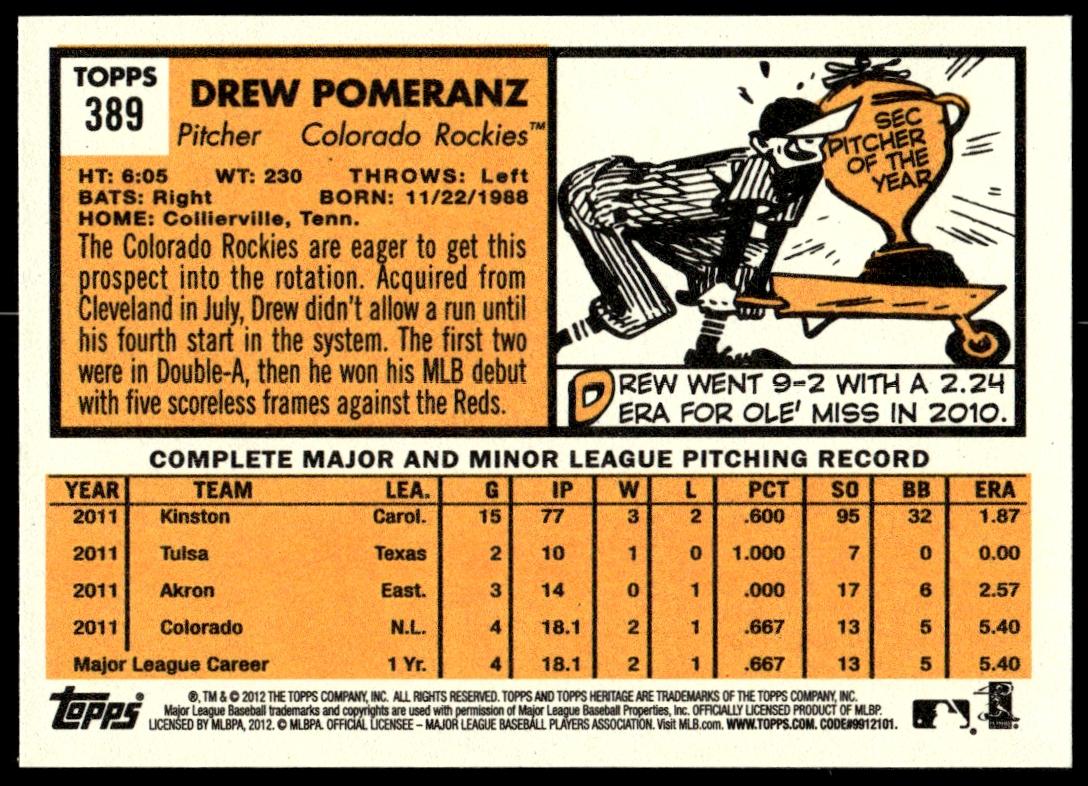 TOPPS
389
DREW POMERANZ
Pitcher Colorado Rockies™
HT: 6:05 WT: 230 THROWS: Left
BATS: Right BORN: 11/22/1988
HOME: Collierville, Tenn.
The Colorado Rockies are eager to get this
prospect into the rotation. Acquired from
Cleveland in July, Drew didn't allow a run until
his fourth start in the system. The first two
were in Double-A, then he won his MLB debut
with five scoreless frames against the Reds.
SEC
PITCHER
OF THE
YEAR
DREW WENT 9-2 WITH A 2.24
ERA FOR OLE' MISS IN 2010.
COMPLETE MAJOR AND MINOR LEAGUE PITCHING RECORD
YEAR TEAM LEA. G IP W L PCT SO BB ERA
2011 Kinston Carol. 15 77 3 2 .600 95 32 1.87
2011 Tulsa Texas 2 10 1 0 1.000 7 0 0.00
2011 Akron East. 3 14 0 1 .000 17 6 2.57
2011 Colorado N.L. 4 18.1 2 1 .667 13 5 5.40
Major League Career 1 Yr. 4 18.1 2 1 .667 13 5 5.40
Topps®
®, TM & © 2012 THE TOPPS COMPANY, INC. ALL RIGHTS RESERVED. TOPPS AND TOPPS HERITAGE ARE TRADEMARKS OF THE TOPPS COMPANY, INC.
Major League Baseball trademarks and copyrights are used with permission of Major League Baseball Properties, Inc. OFFICIALLY LICENSED PRODUCT OF MLBP.
LICENSED BY MLBPA, 2012. © MLBPA. OFFICIAL LICENSEE – MAJOR LEAGUE BASEBALL PLAYERS ASSOCIATION. Visit MLB.com. WWW.TOPPS.COM. CODE#9912101.